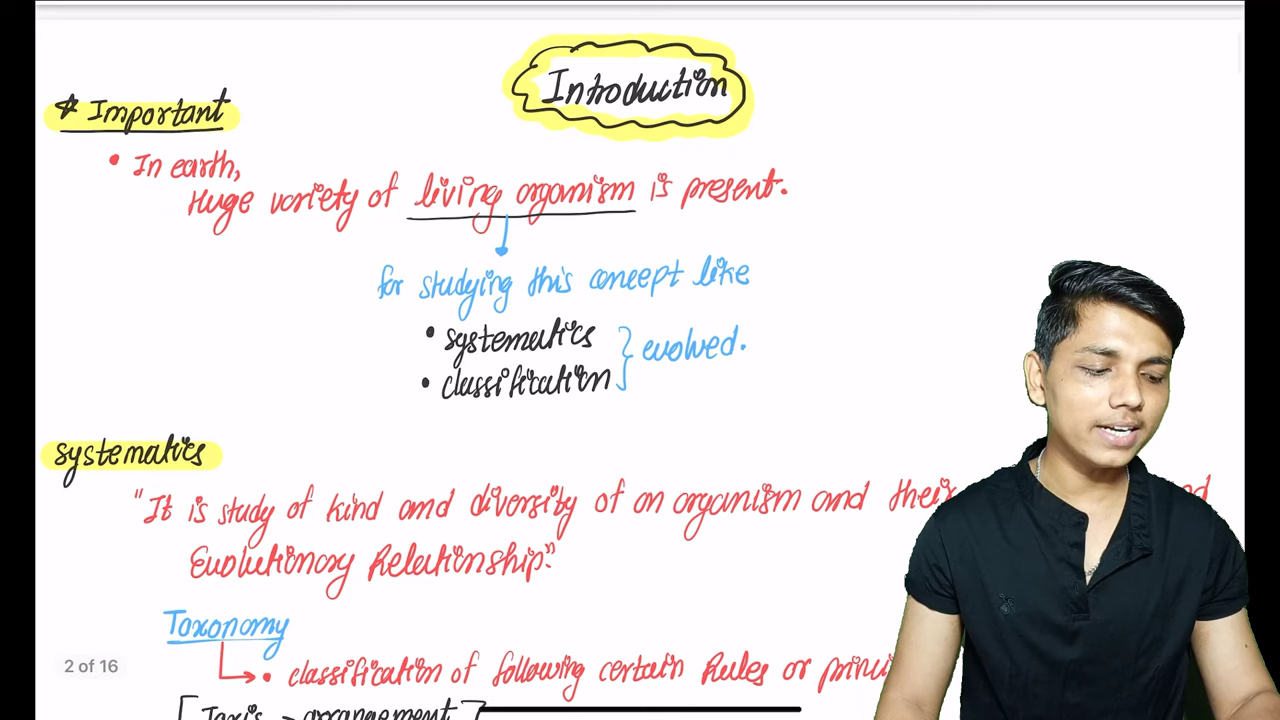 Introduction
* Important
• In earth,
Huge variety of living organism is present.
for studying this concept like
• systematics
• classification } evolved.
systematics
"It is study of kind and diversity of an organism and their
Evolutionary Relationship."
Taxonomy
• classification of following certain Rules or
[Taxis - arrangement]
2 of 16